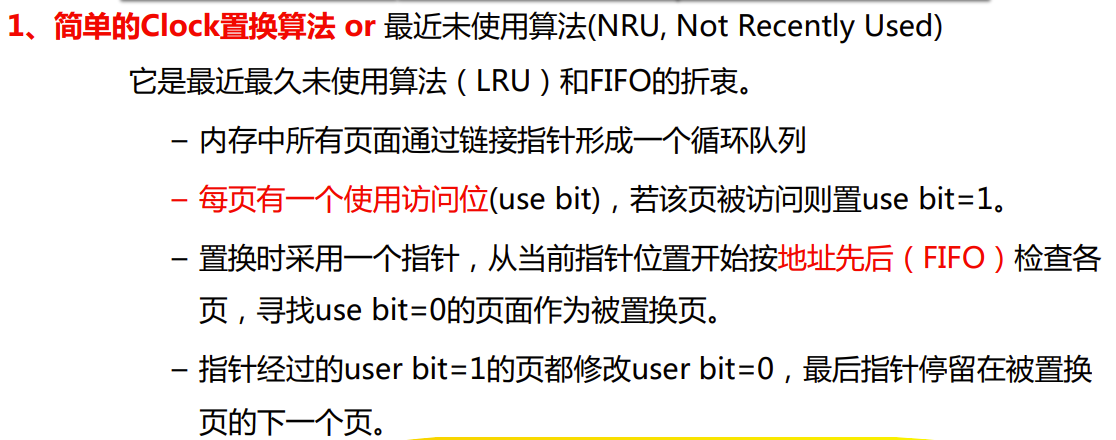 1、简单的Clock置换算法 or 最近未使用算法(NRU, Not Recently Used)
它是最近最久未使用算法（LRU）和FIFO的折衷。
– 内存中所有页面通过链接指针形成一个循环队列
– 每页有一个使用访问位(use bit)，若该页被访问则置use bit=1。
– 置换时采用一个指针，从当前指针位置开始按地址先后（FIFO）检查各
页，寻找use bit=0的页面作为被置换页。
– 指针经过的user bit=1的页都修改user bit=0，最后指针停留在被置换
页的下一个页。